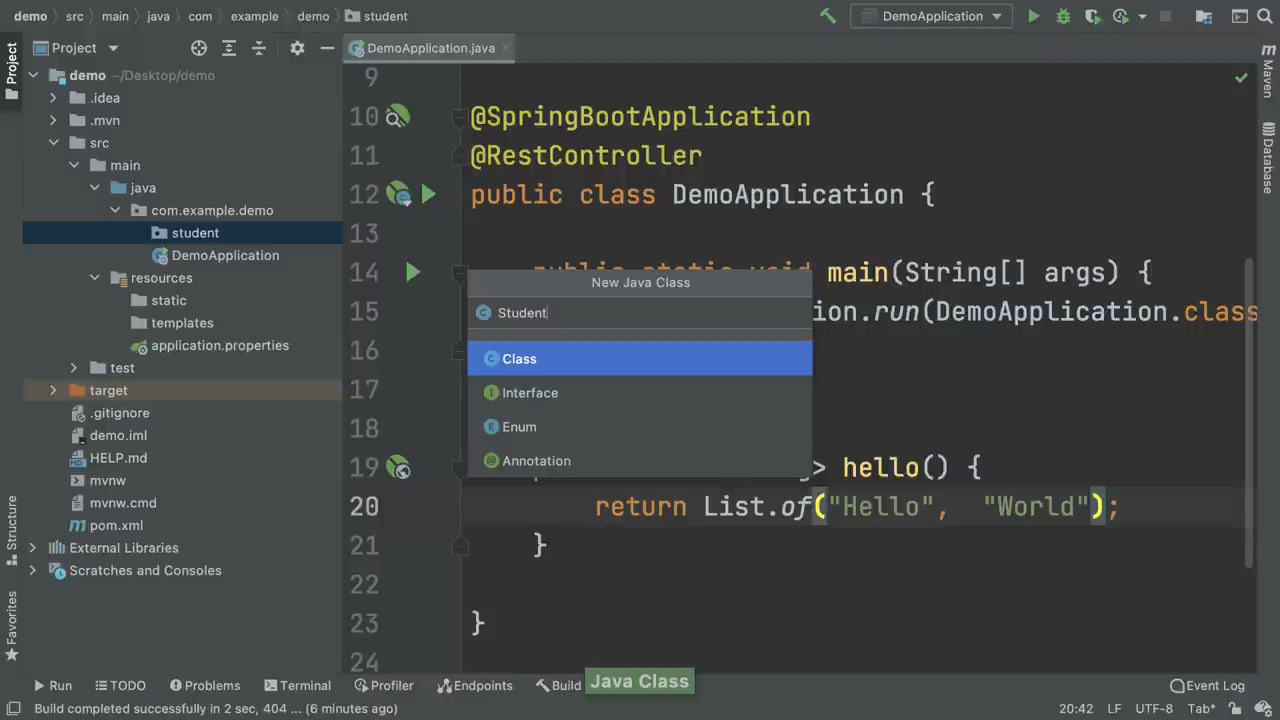 demo src main java com example demo student
DemoApplication
Project
demo ~/Desktop/demo
.idea
.mvn
src
main
java
com.example.demo
student
DemoApplication
resources
static
templates
application.properties
test
target
.gitignore
demo.iml
HELP.md
mvnw
mvnw.cmd
pom.xml
External Libraries
Scratches and Consoles
Project
Structure
Favorites
DemoApplication.java
9
10 @SpringBootApplication
11 @RestController
12 public class DemoApplication {
13
14 public static void main(String[] args) {
15 ion.run(DemoApplication.class
16
17
18
19 > hello() {
20 return List.of("Hello", "World");
21 }
22
23 }
24
New Java Class
Student
Class
Interface
Enum
Annotation
Maven
Database
Run TODO Problems Terminal Profiler Endpoints Build Event Log
Java Class
Build completed successfully in 2 sec, 404 ... (6 minutes ago) 20:42 LF UTF-8 Tab*